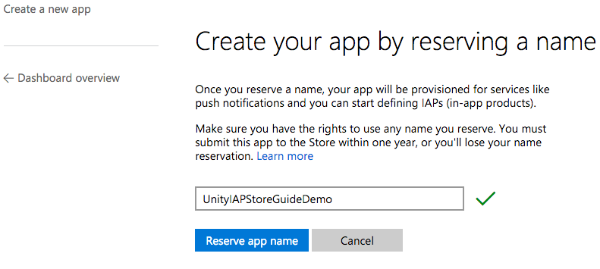 Create a new app
← Dashboard overview
Create your app by reserving a name
Once you reserve a name, your app will be provisioned for services like
push notifications and you can start defining IAPs (in-app products).
Make sure you have the rights to use any name you reserve. You must
submit this app to the Store within one year, or you'll lose your name
reservation. Learn more
UnityIAPStoreGuideDemo
Reserve app name
Cancel